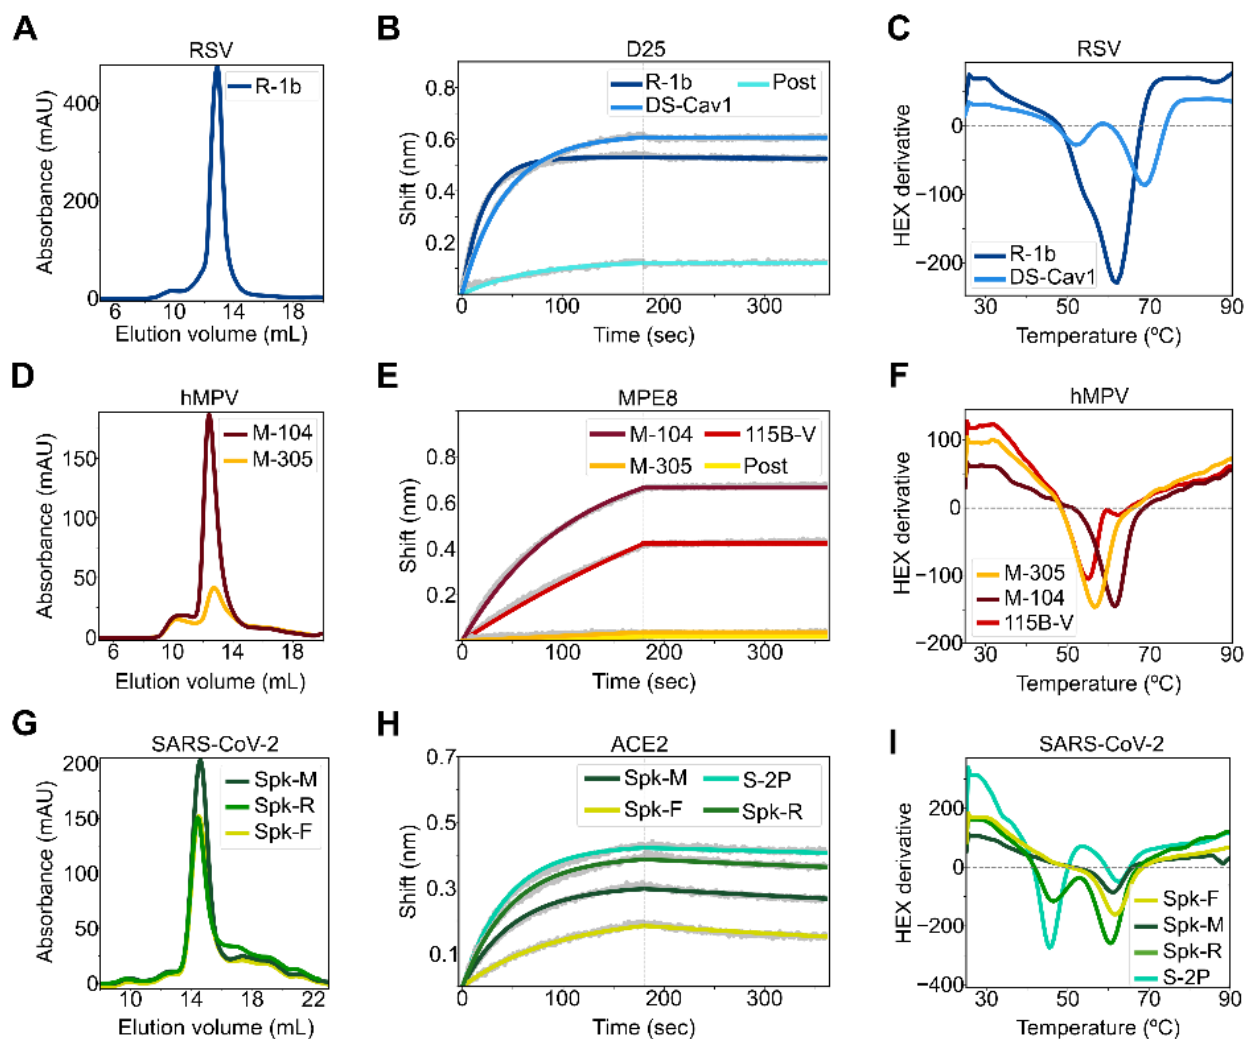 A
RSV
R-1b
Absorbance (mAU)
400
200
0
6 10 14 18
Elution volume (mL)
B
D25
R-1b Post
DS-Cav1
Shift (nm)
0.8
0.6
0.4
0.2
0 100 200 300
Time (sec)
C
RSV
HEX derivative
0
−100
−200
R-1b
DS-Cav1
30 50 70 90
Temperature (ºC)
D
hMPV
M-104
M-305
Absorbance (mAU)
150
100
50
0
6 10 14 18
Elution volume (mL)
E
MPE8
M-104 115B-V
M-305 Post
Shift (nm)
0.8
0.6
0.4
0.2
0 100 200 300
Time (sec)
F
hMPV
HEX derivative
100
0
−100
−200
M-305
M-104
115B-V
30 50 70 90
Temperature (ºC)
G
SARS-CoV-2
Spk-M
Spk-R
Spk-F
Absorbance (mAU)
200
150
100
50
0
10 14 18 22
Elution volume (mL)
H
ACE2
Spk-M S-2P
Spk-F Spk-R
Shift (nm)
0.7
0.5
0.3
0.1
0 100 200 300
Time (sec)
I
SARS-CoV-2
HEX derivative
200
0
−200
−400
Spk-F
Spk-M
Spk-R
S-2P
30 50 70 90
Temperature (ºC)